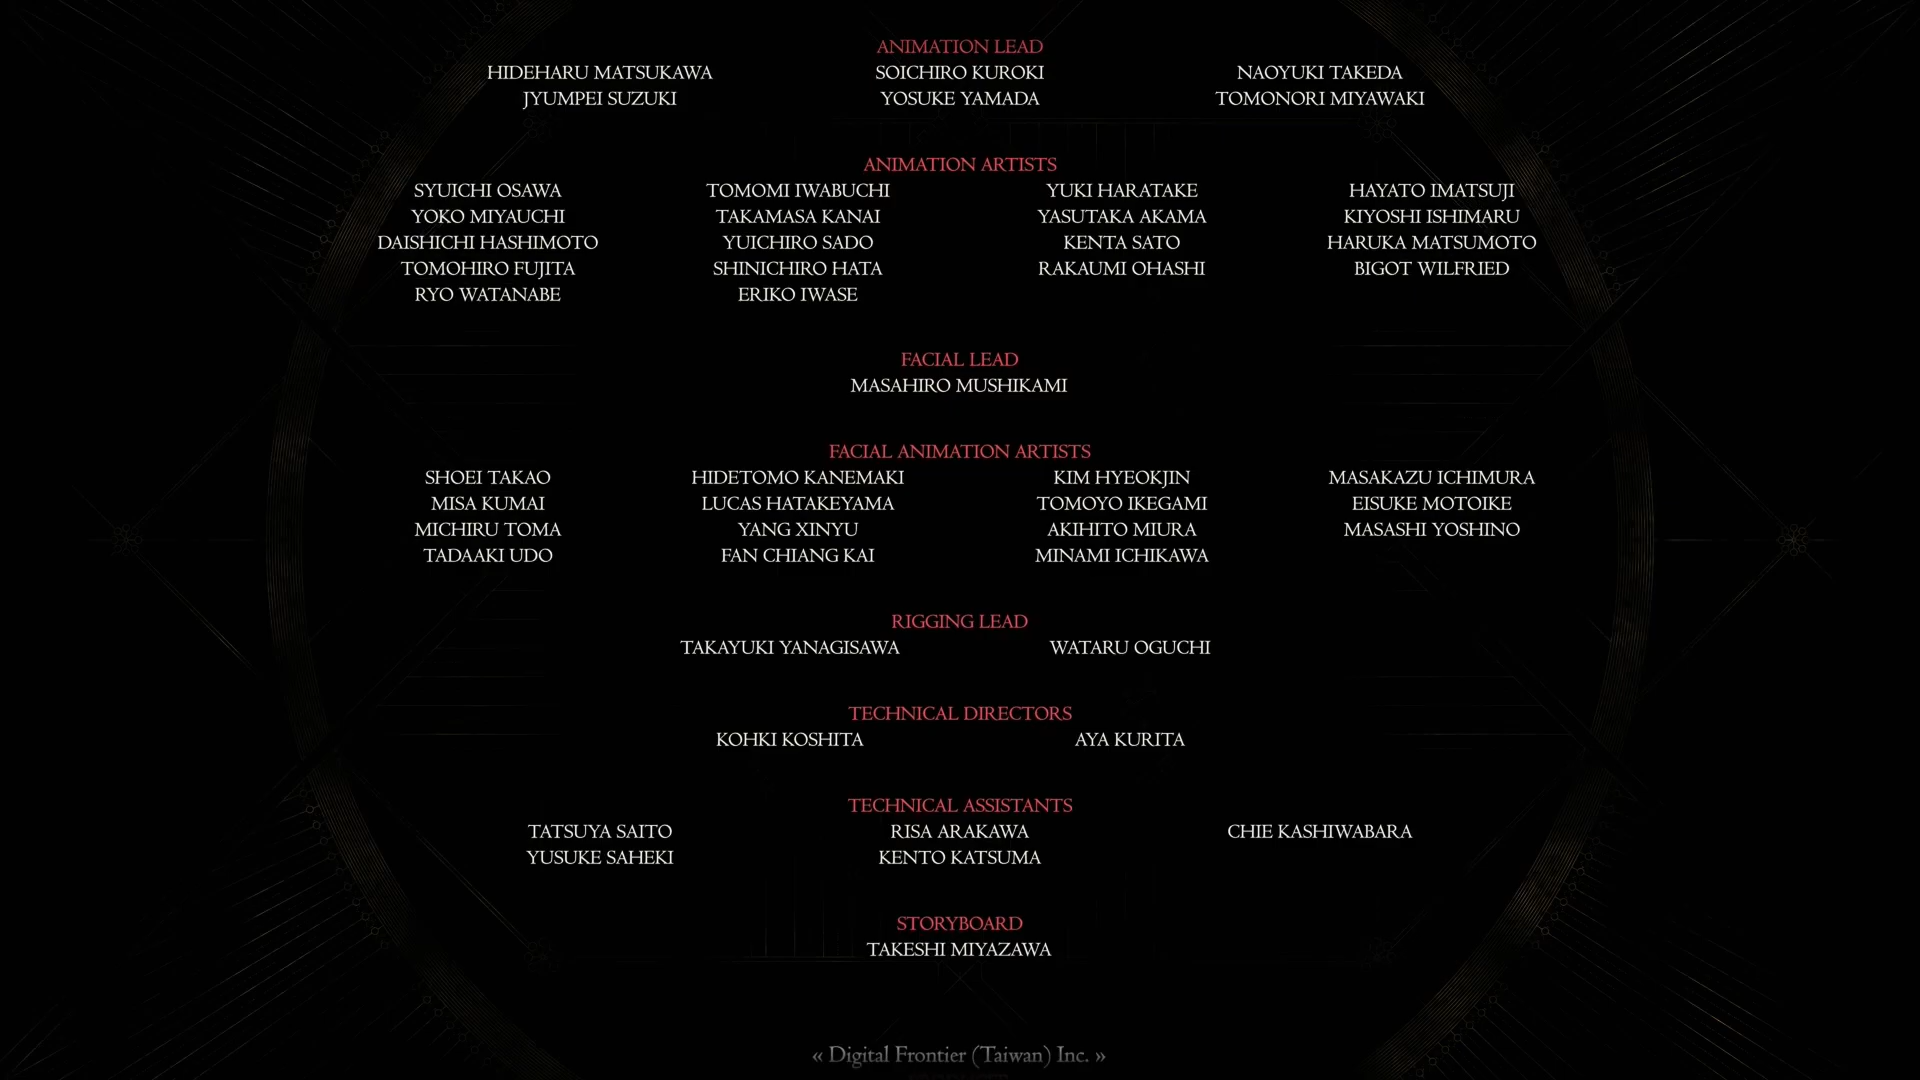 ANIMATION LEAD
HIDEHARU MATSUKAWA SOICHIRO KUROKI NAOYUKI TAKEDA
JYUMPEI SUZUKI YOSUKE YAMADA TOMONORI MIYAWAKI
ANIMATION ARTISTS
SYUICHI OSAWA TOMOMI IWABUCHI YUKI HARATAKE HAYATO IMATSUJI
YOKO MIYAUCHI TAKAMASA KANAI YASUTAKA AKAMA KIYOSHI ISHIMARU
DAISHICHI HASHIMOTO YUICHIRO SADO KENTA SATO HARUKA MATSUMOTO
TOMOHIRO FUJITA SHINICHIRO HATA RAKAUMI OHASHI BIGOT WILFRIED
RYO WATANABE ERIKO IWASE
FACIAL LEAD
MASAHIRO MUSHIKAMI
FACIAL ANIMATION ARTISTS
SHOEI TAKAO HIDETOMO KANEMAKI KIM HYEOKJIN MASAKAZU ICHIMURA
MISA KUMAI LUCAS HATAKEYAMA TOMOYO IKEGAMI EISUKE MOTOIKE
MICHIRU TOMA YANG XINYU AKIHITO MIURA MASASHI YOSHINO
TADAAKI UDO FAN CHIANG KAI MINAMI ICHIKAWA
RIGGING LEAD
TAKAYUKI YANAGISAWA WATARU OGUCHI
TECHNICAL DIRECTORS
KOHKI KOSHITA AYA KURITA
TECHNICAL ASSISTANTS
TATSUYA SAITO RISA ARAKAWA CHIE KASHIWABARA
YUSUKE SAHEKI KENTO KATSUMA
STORYBOARD
TAKESHI MIYAZAWA
« Digital Frontier (Taiwan) Inc. »